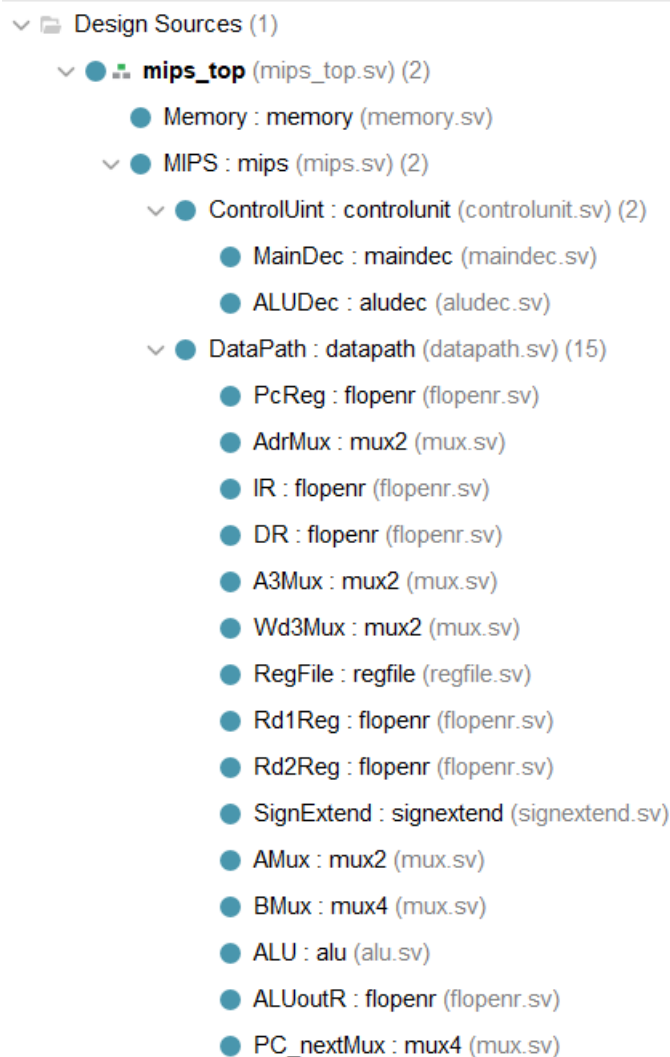 Design Sources (1)
mips_top (mips_top.sv) (2)
Memory : memory (memory.sv)
MIPS : mips (mips.sv) (2)
ControlUint : controlunit (controlunit.sv) (2)
MainDec : maindec (maindec.sv)
ALUDec : aludec (aludec.sv)
DataPath : datapath (datapath.sv) (15)
PcReg : flopenr (flopenr.sv)
AdrMux : mux2 (mux.sv)
IR : flopenr (flopenr.sv)
DR : flopenr (flopenr.sv)
A3Mux : mux2 (mux.sv)
Wd3Mux : mux2 (mux.sv)
RegFile : regfile (regfile.sv)
Rd1Reg : flopenr (flopenr.sv)
Rd2Reg : flopenr (flopenr.sv)
SignExtend : signextend (signextend.sv)
AMux : mux2 (mux.sv)
BMux : mux4 (mux.sv)
ALU : alu (alu.sv)
ALUoutR : flopenr (flopenr.sv)
PC_nextMux : mux4 (mux.sv)